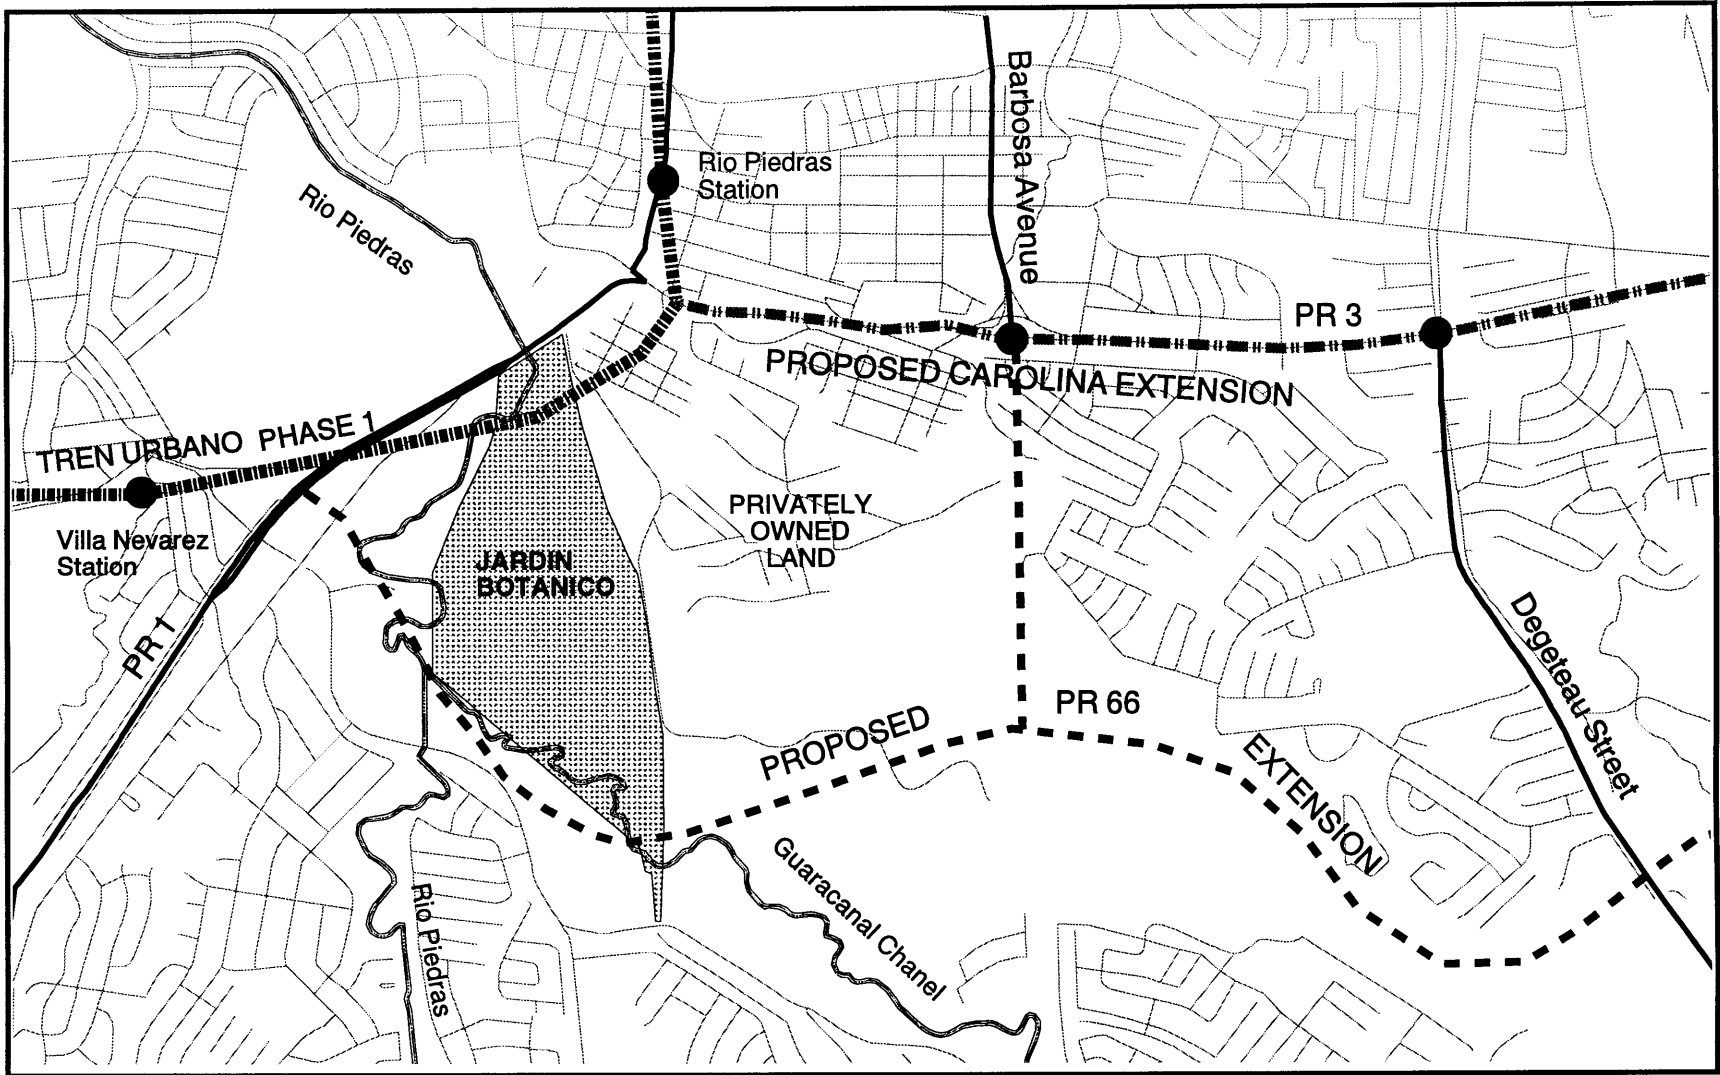 Barbosa Avenue
Rio Piedras
Station
Rio Piedras
PR 3
PROPOSED CAROLINA EXTENSION
TREN URBANO PHASE 1
Villa Nevarez
Station
PRIVATELY
OWNED
LAND
JARDIN
BOTANICO
PR 1
Degeteau Street
PR 66
PROPOSED
EXTENSION
Guaracanal Chanel
Rio Piedras